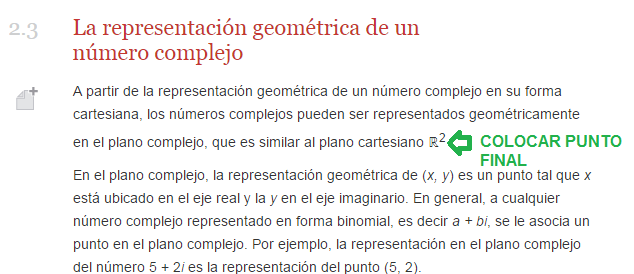 2.3 La representación geométrica de un
número complejo
A partir de la representación geométrica de un número complejo en su forma
cartesiana, los números complejos pueden ser representados geométricamente
en el plano complejo, que es similar al plano cartesiano ℝ² COLOCAR PUNTO
FINAL
En el plano complejo, la representación geométrica de (x, y) es un punto tal que x
está ubicado en el eje real y la y en el eje imaginario. En general, a cualquier
número complejo representado en forma binomial, es decir a + bi, se le asocia un
punto en el plano complejo. Por ejemplo, la representación en el plano complejo
del número 5 + 2i es la representación del punto (5, 2).